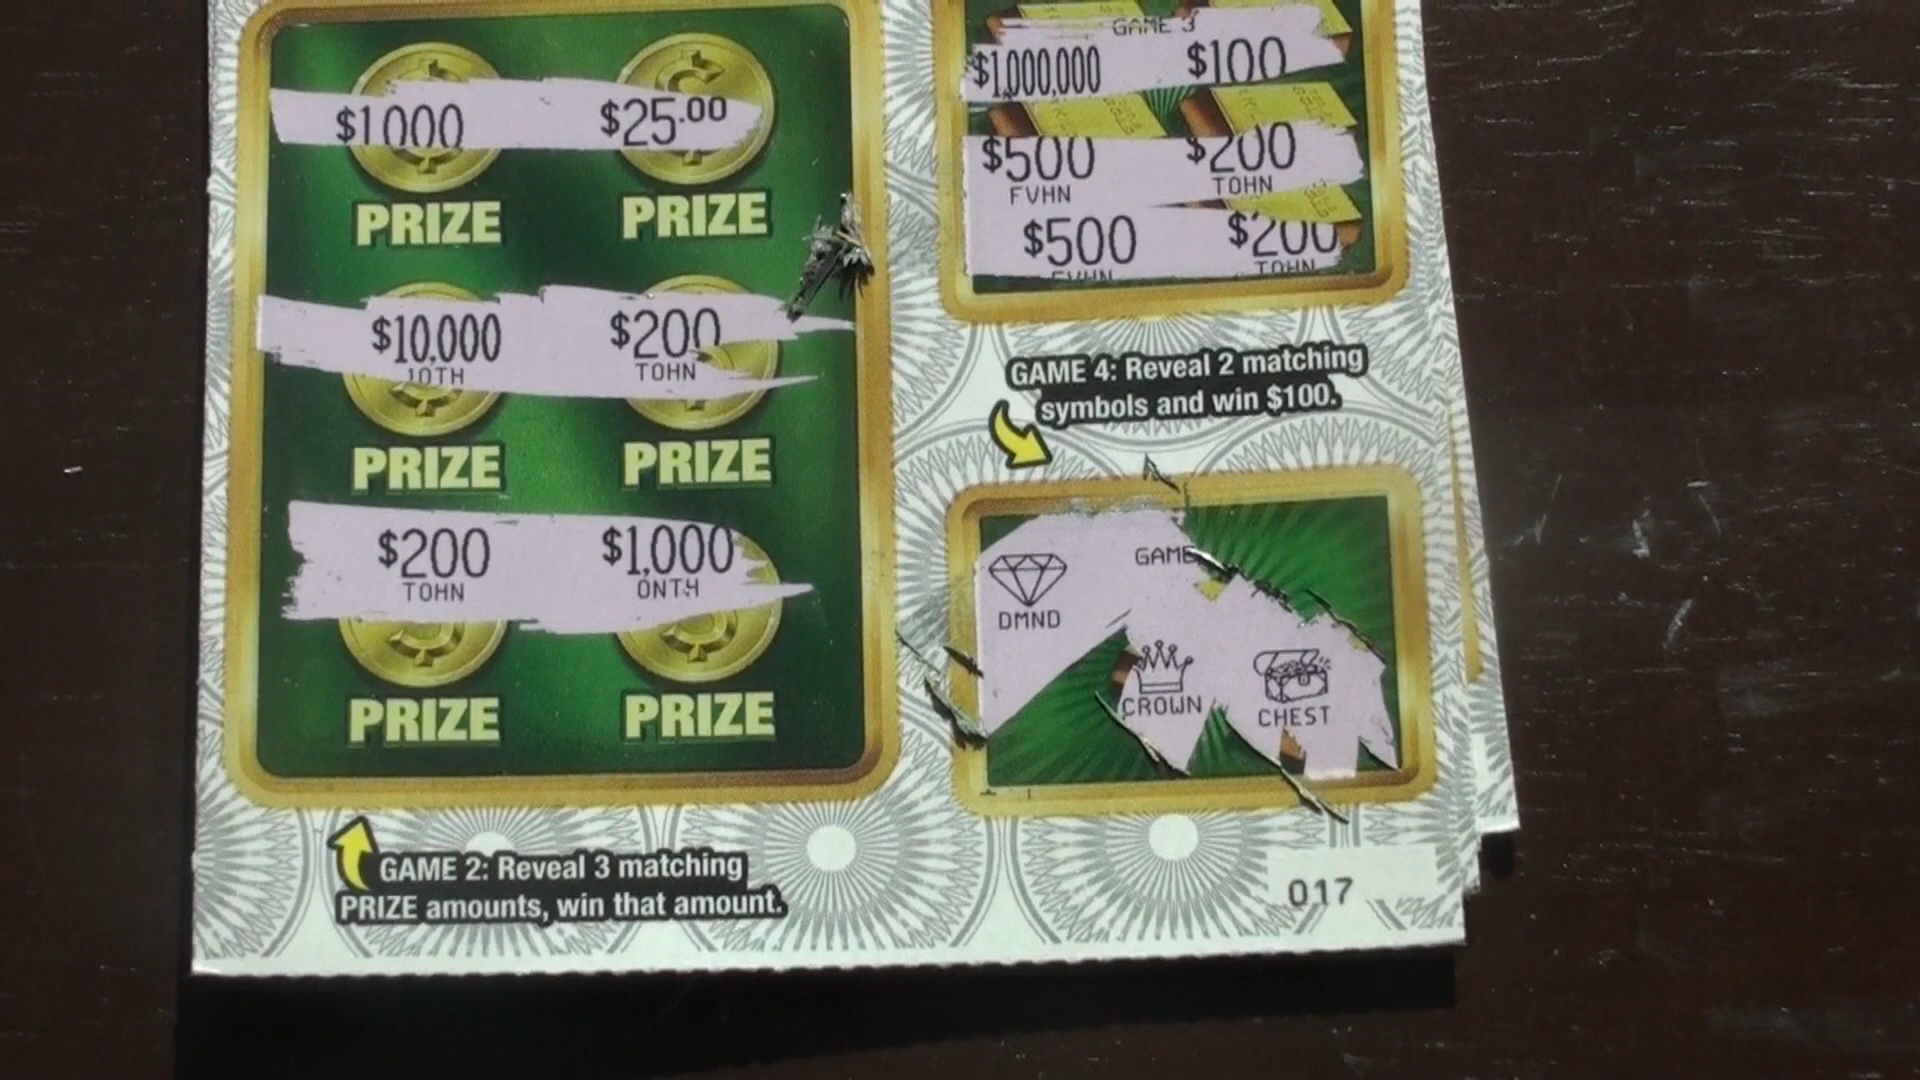 $1000 $25.00
PRIZE PRIZE
$10,000 $200
10TH TOHN
PRIZE PRIZE
$200 $1,000
TOHN ONTH
PRIZE PRIZE
GAME 2: Reveal 3 matching
PRIZE amounts, win that amount.
GAME 3
$1,000,000 $100
$500 $200
FVHN TOHN
$500 $200
FVHN TOHN
GAME 4: Reveal 2 matching
symbols and win $100.
GAME
DMND
CROWN CHEST
017